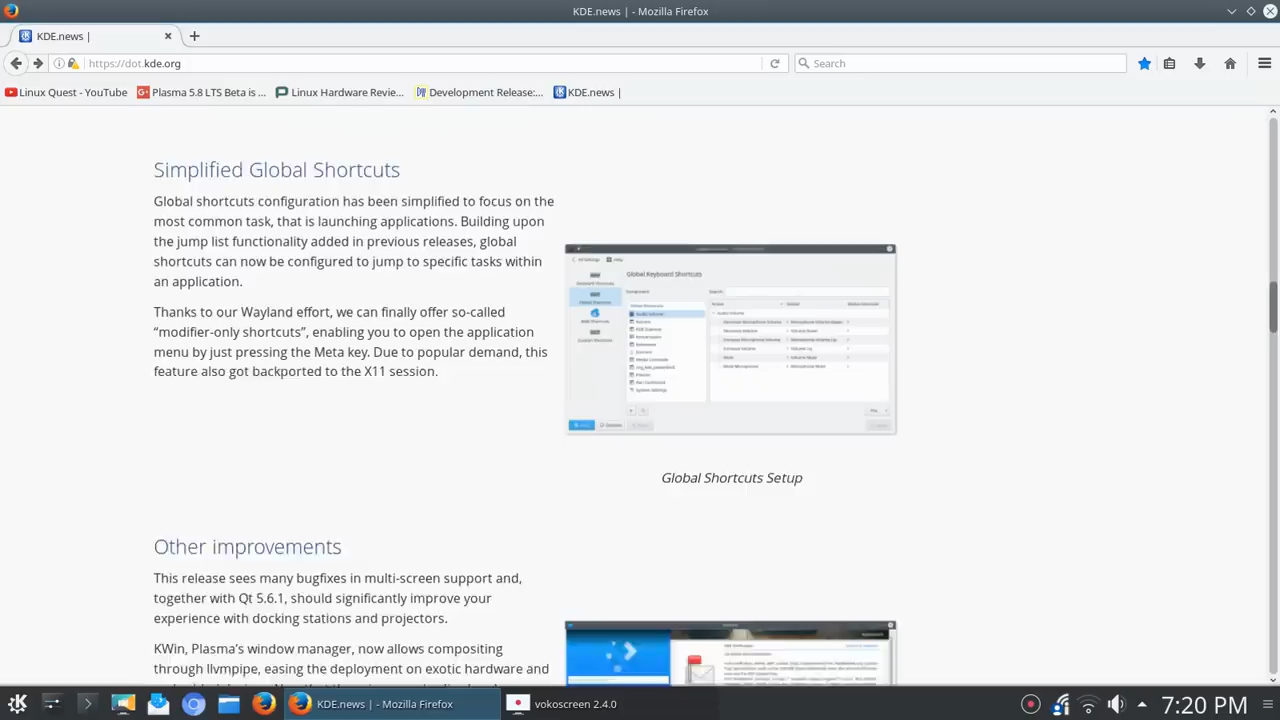 KDE.news | - Mozilla Firefox
KDE.news |
https://dot.kde.org
Search
Linux Quest - YouTube
Plasma 5.8 LTS Beta is ...
Linux Hardware Revie...
Development Release:...
KDE.news |
Simplified Global Shortcuts
Global shortcuts configuration has been simplified to focus on the
most common task, that is launching applications. Building upon
the jump list functionality added in previous releases, global
shortcuts can now be configured to jump to specific tasks within
an application.
Thanks to our Wayland effort, we can finally offer so-called
“modifier-only shortcuts”, enabling you to open the application
menu by just pressing the Meta key. Due to popular demand, this
feature also got backported to the X11 session.
Global Keyboard Shortcuts
Global Shortcuts Setup
Other improvements
This release sees many bugfixes in multi-screen support and,
together with Qt 5.6.1, should significantly improve your
experience with docking stations and projectors.
KWin, Plasma’s window manager, now allows compositing
through llvmpipe, easing the deployment on exotic hardware and
KDE.news | - Mozilla Firefox
vokoscreen 2.4.0
7:20 PM